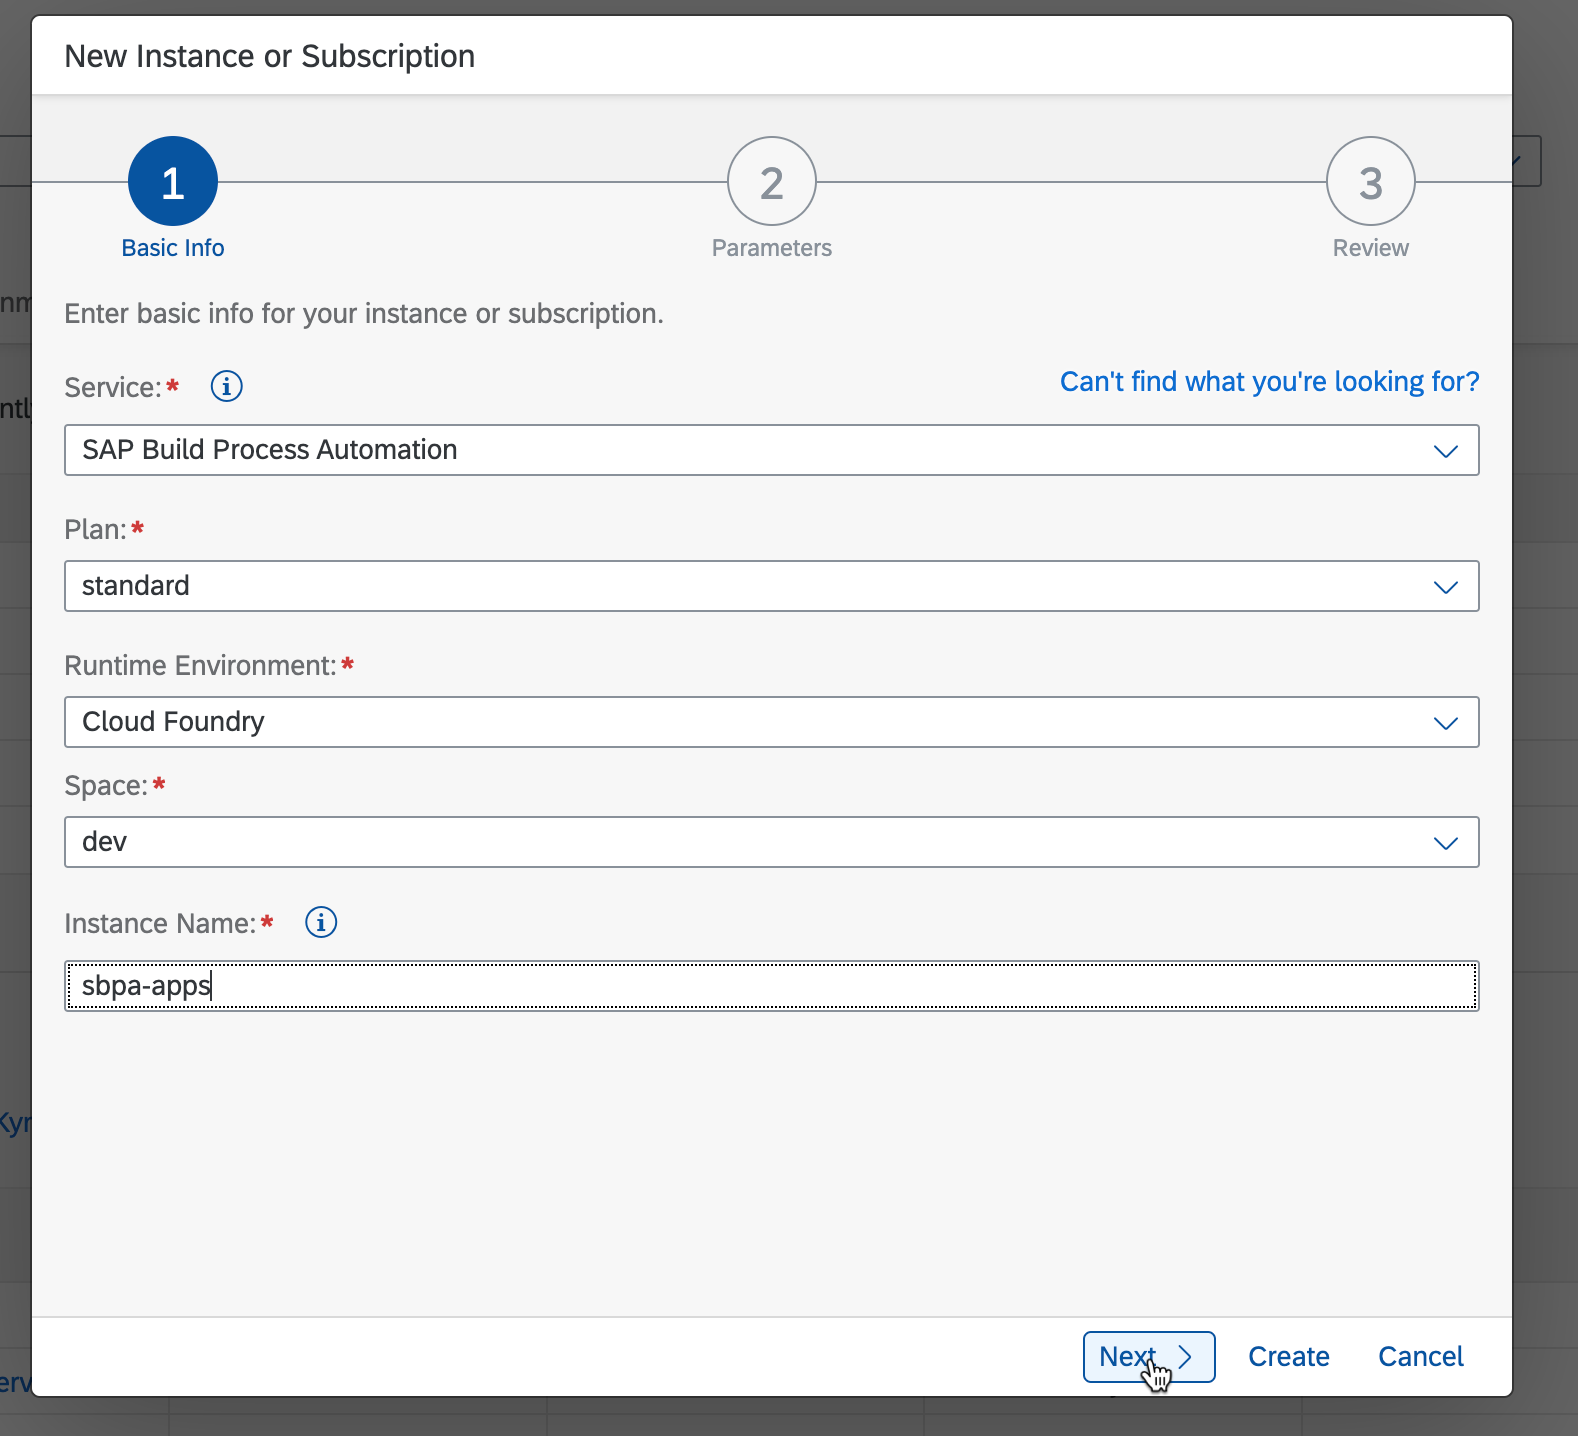 New Instance or Subscription
1
2
3
Basic Info
Parameters
Review
Enter basic info for your instance or subscription.
Service:*
Can't find what you're looking for?
SAP Build Process Automation
Plan:*
standard
Runtime Environment:*
Cloud Foundry
Space:*
dev
Instance Name:*
sbpa-apps
Next
Create
Cancel